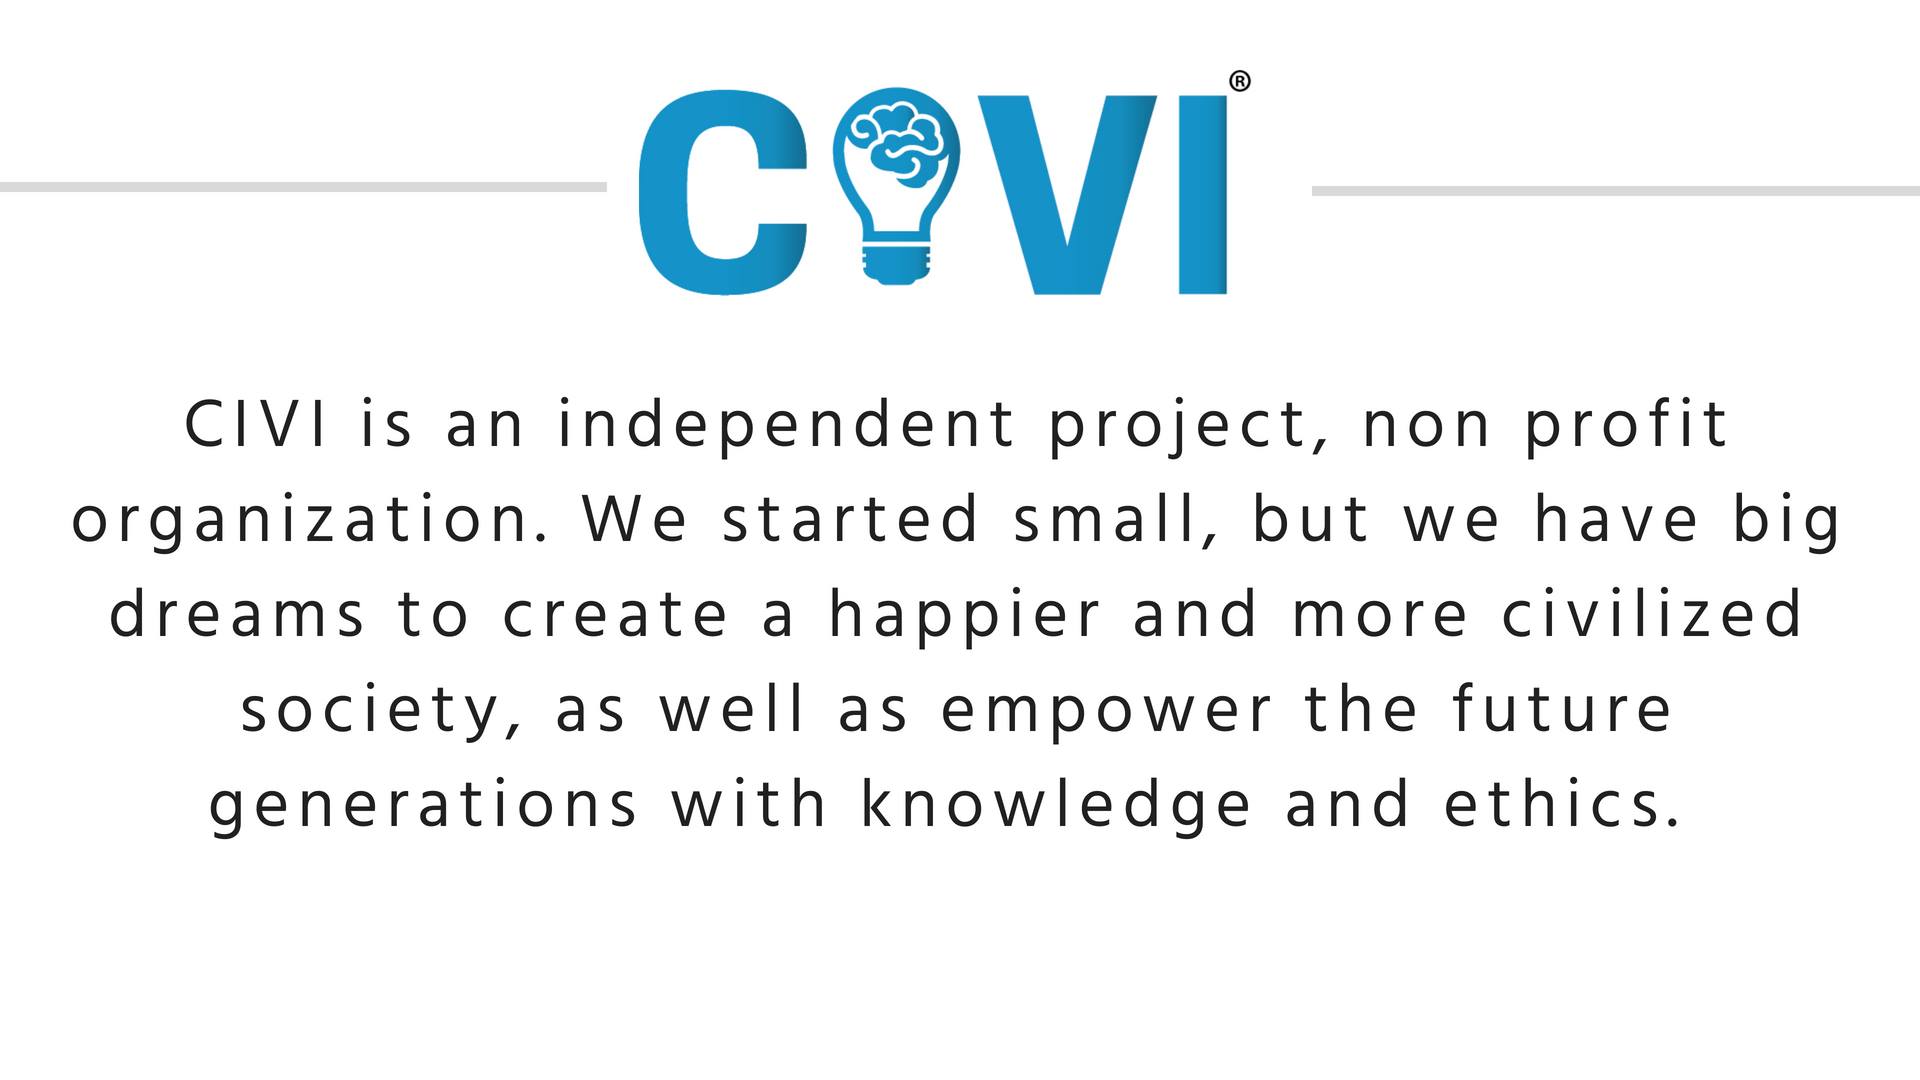 CIVI®
CIVI is an independent project, non profit
organization. We started small, but we have big
dreams to create a happier and more civilized
society, as well as empower the future
generations with knowledge and ethics.